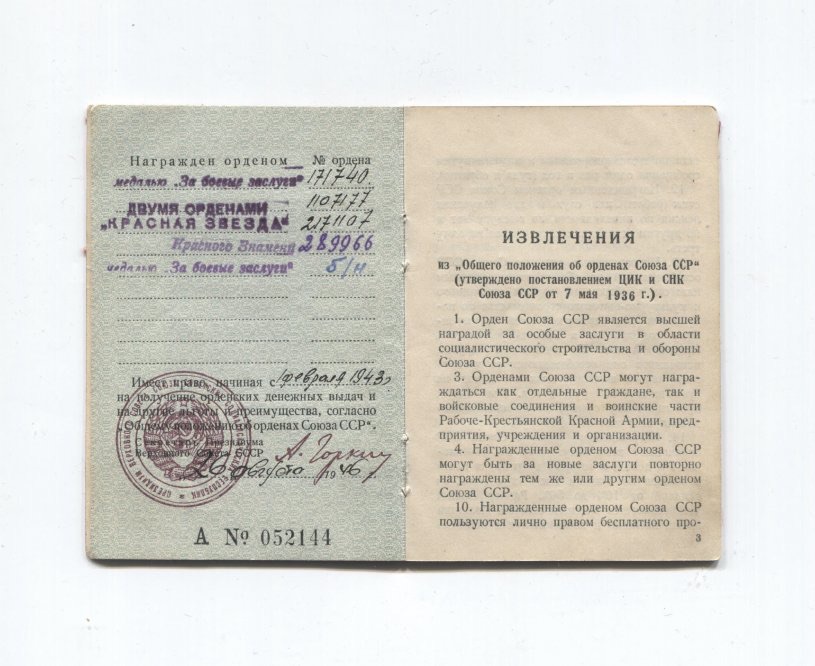 Награжден орденом № ордена
медалью „За боевые заслуги“ 171740
ДВУМЯ ОРДЕНАМИ 1107177
„КРАСНАЯ ЗВЕЗДА“ 2171107
Красного Знамени 289966
медалью За боевые заслуги“ б/н
Имеет право, начиная с 1 февраля 1943 г
на получение орденских денежных выдач и
на другие льготы и преимущества, согласно
„Общему положению об орденах Союза ССР“.
Секретарь Президиума
Верховного Совета СССР А. Горкин
26 августа 1946
А № 052144
ИЗВЛЕЧЕНИЯ
из „Общего положения об орденах Союза ССР“
(утверждено постановлением ЦИК и СНК
Союза ССР от 7 мая 1936 г.).
1. Орден Союза ССР является высшей
наградой за особые заслуги в области
социалистического строительства и обороны
Союза ССР.
3. Орденами Союза ССР могут награ-
ждаться как отдельные граждане, так и
войсковые соединения и воинские части
Рабоче-Крестьянской Красной Армии, пред-
приятия, учреждения и организации.
4. Награжденные орденом Союза ССР
могут быть за новые заслуги повторно
награждены тем же или другим орденом
Союза ССР.
10. Награжденные орденом Союза ССР
пользуются лично правом бесплатного про-
3